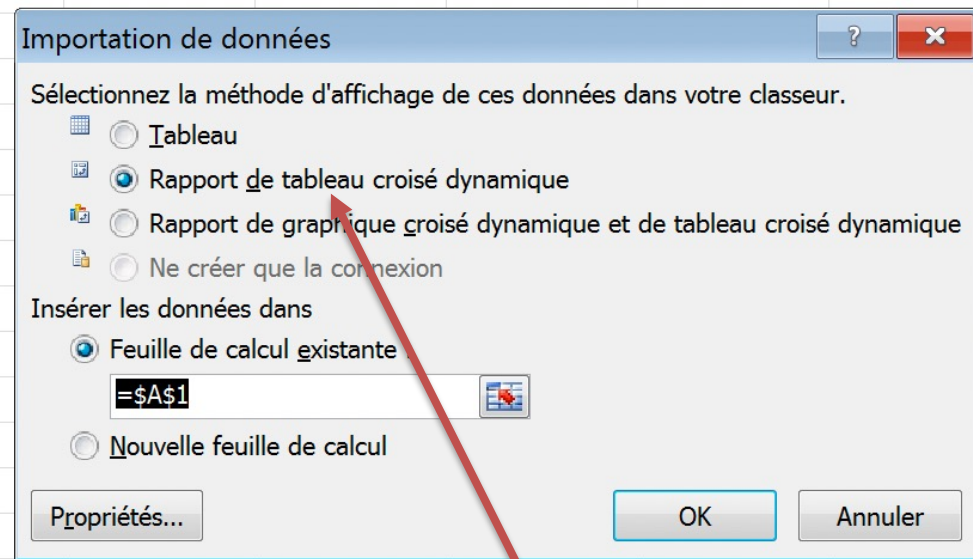 Importation de données
?
Sélectionnez la méthode d'affichage de ces données dans votre classeur.
Tableau
Rapport de tableau croisé dynamique
Rapport de graphique croisé dynamique et de tableau croisé dynamique
Ne créer que la connexion
Insérer les données dans
Feuille de calcul existante :
=$A$1
Nouvelle feuille de calcul
Propriétés...
OK
Annuler